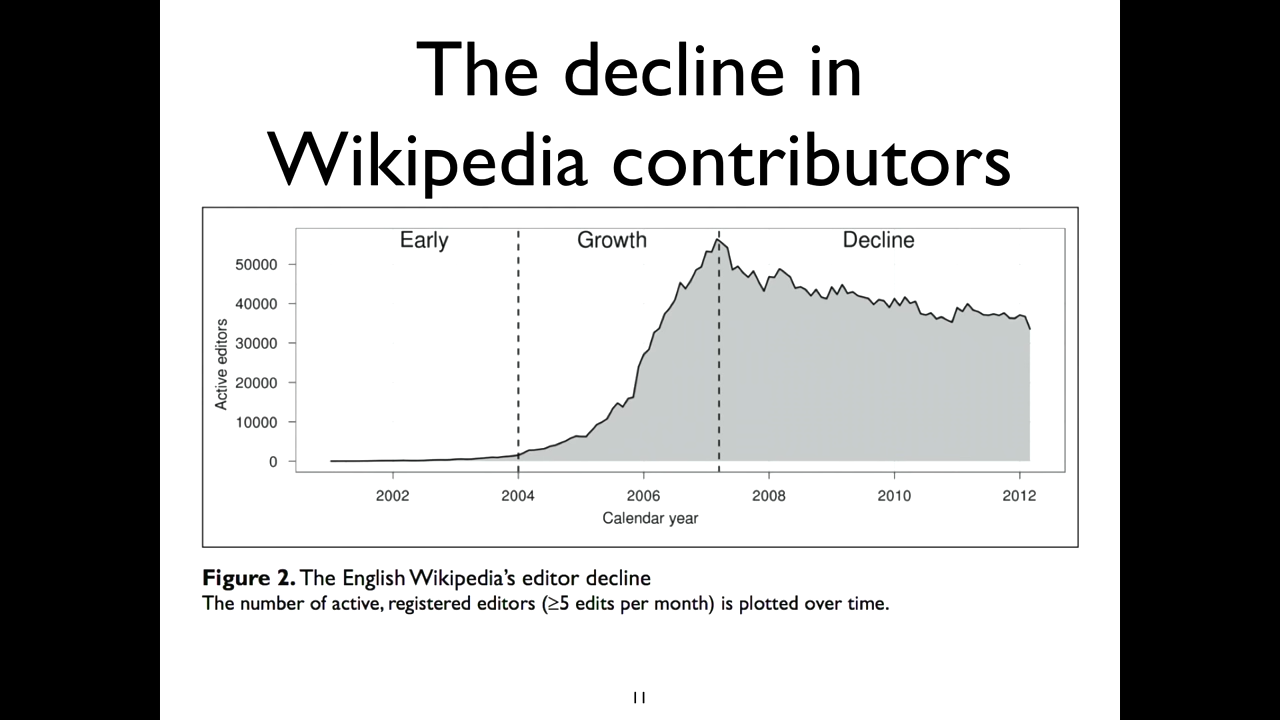 The decline in
Wikipedia contributors
Early Growth Decline
50000
40000
30000
20000
10000
0
Active editors
2002 2004 2006 2008 2010 2012
Calendar year
Figure 2. The English Wikipedia's editor decline
The number of active, registered editors (≥5 edits per month) is plotted over time.
11